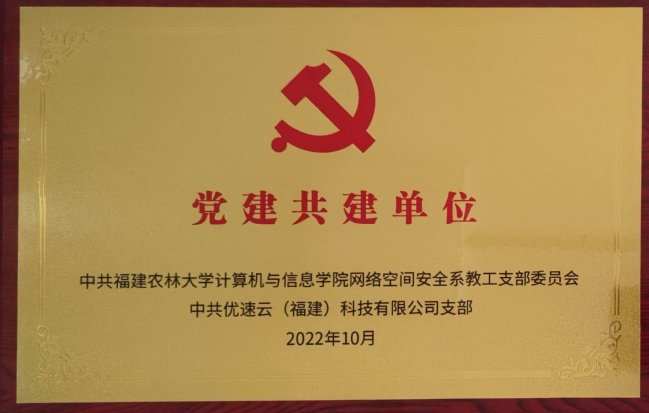 党建共建单位
中共福建农林大学计算机与信息学院网络空间安全系教工支部委员会
中共优速云（福建）科技有限公司支部
2022年10月